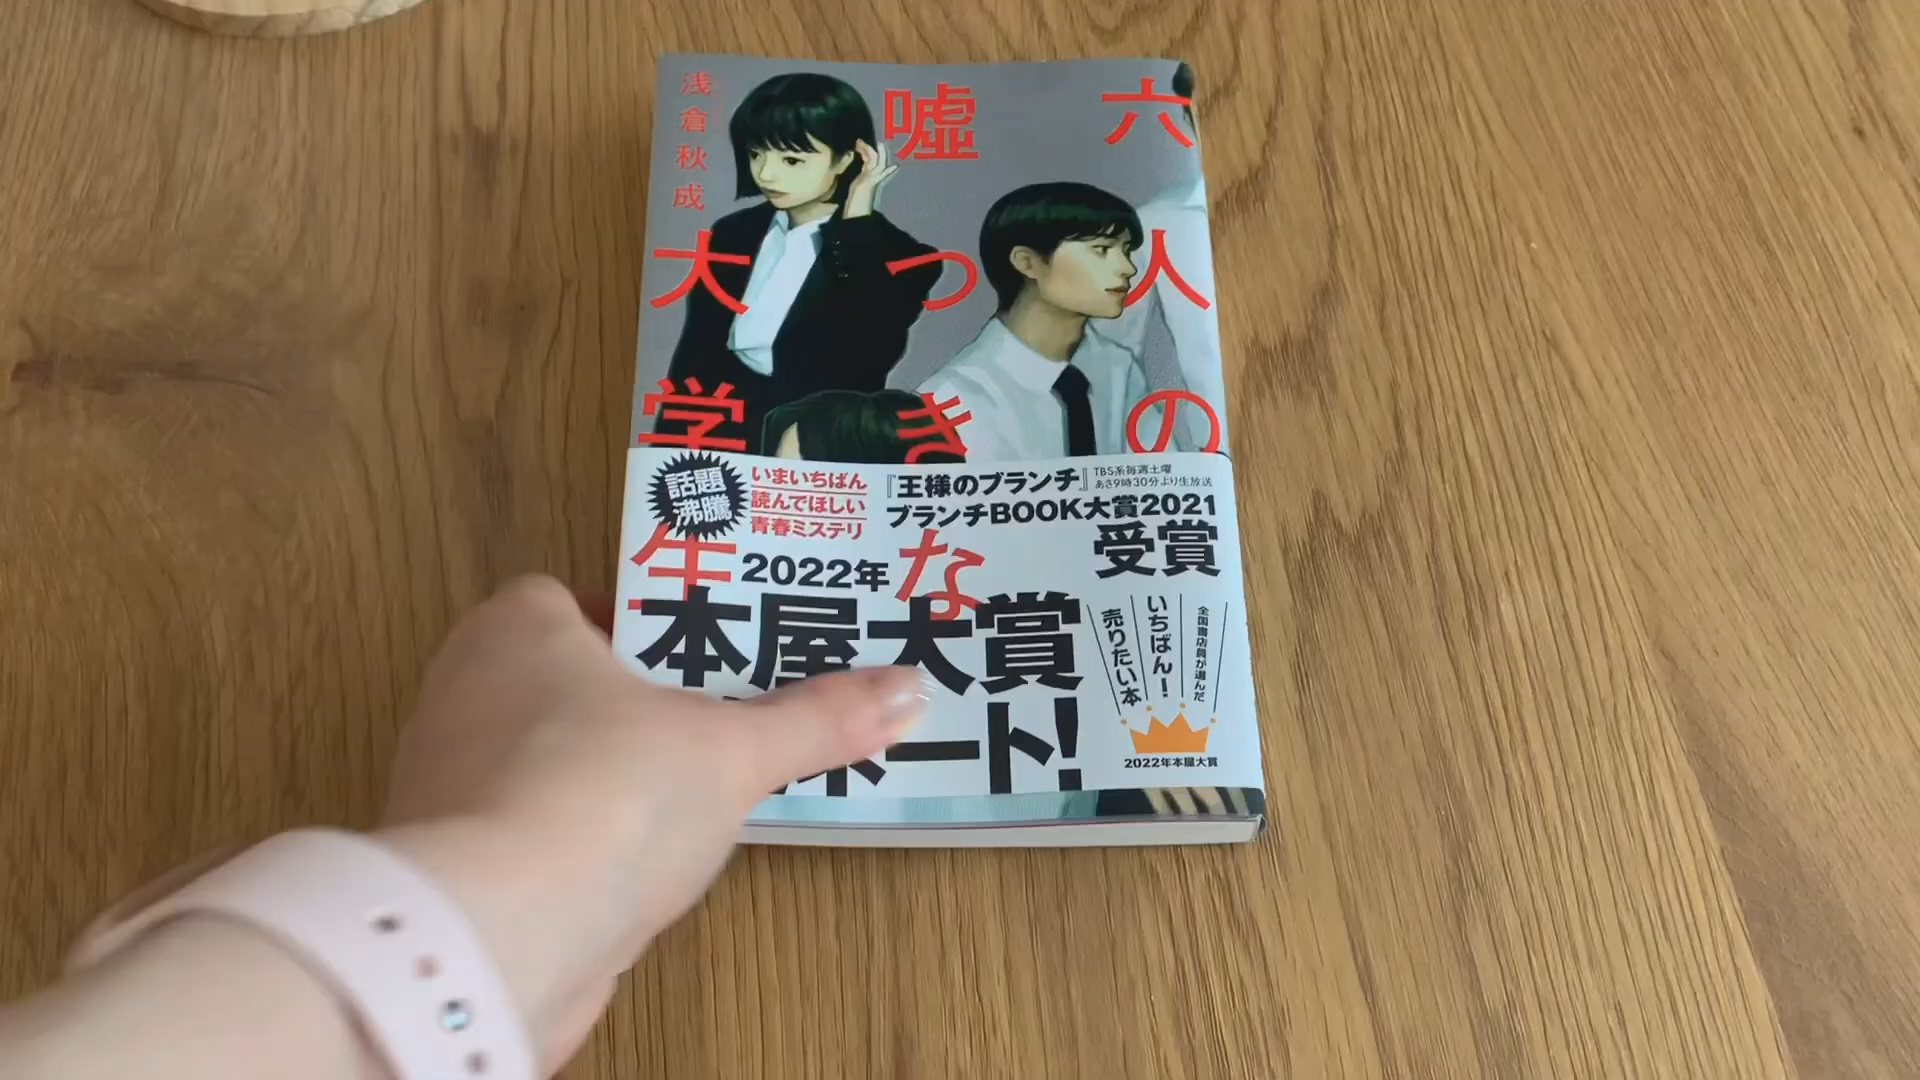 六人の
嘘つきな
大学生
浅倉秋成
話題
沸騰
いまいちばん
読んでほしい
青春ミステリ
『王様のブランチ』
TBS系毎週土曜
あさ9時30分より生放送
ブランチBOOK大賞2021
受賞
2022年
本屋大賞
ート!
全国書店員が選んだ
いちばん!
売りたい本
2022年本屋大賞